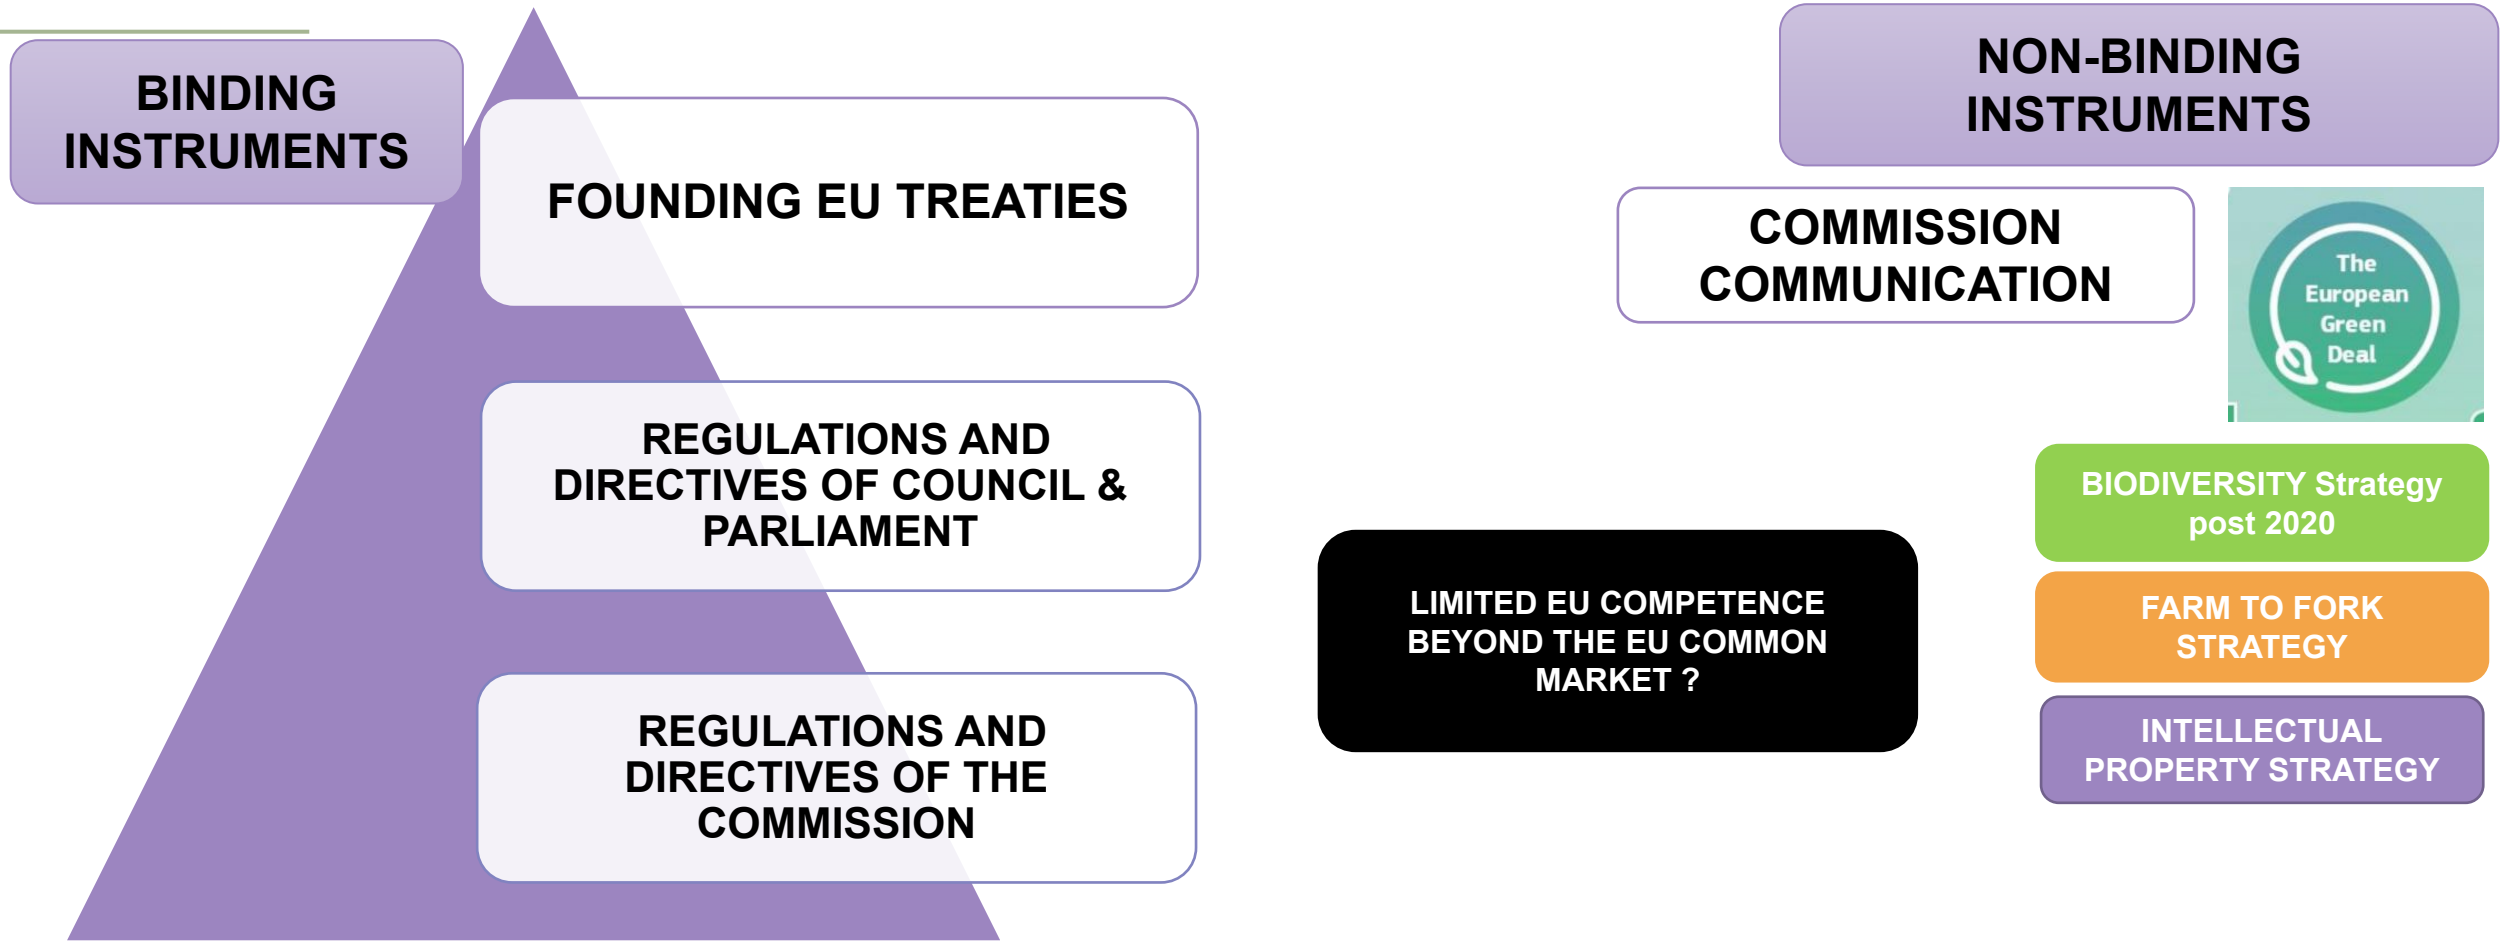 BINDING
INSTRUMENTS
FOUNDING EU TREATIES
REGULATIONS AND
DIRECTIVES OF COUNCIL &
PARLIAMENT
REGULATIONS AND
DIRECTIVES OF THE
COMMISSION
NON-BINDING
INSTRUMENTS
COMMISSION
COMMUNICATION
The
European
Green
Deal
LIMITED EU COMPETENCE
BEYOND THE EU COMMON
MARKET ?
BIODIVERSITY Strategy
post 2020
FARM TO FORK
STRATEGY
INTELLECTUAL
PROPERTY STRATEGY